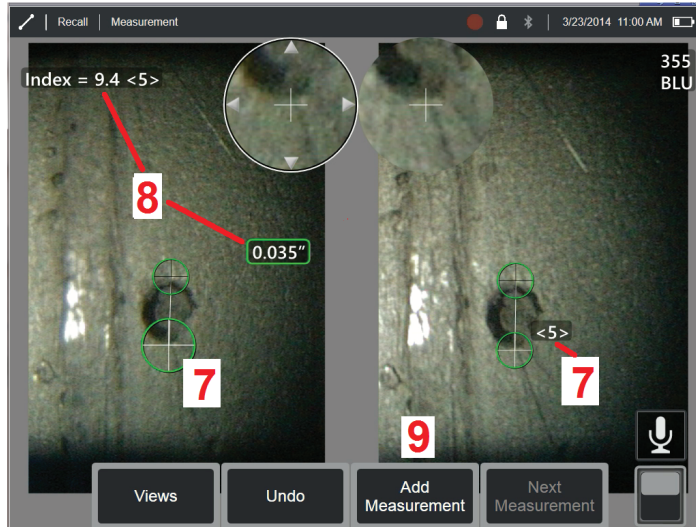 Recall | Measurement
3/23/2014 11:00 AM
Index = 9.4 <5>
355
BLU
8
0.035"
<5>
7
7
9
Views
Undo
Add
Measurement
Next
Measurement